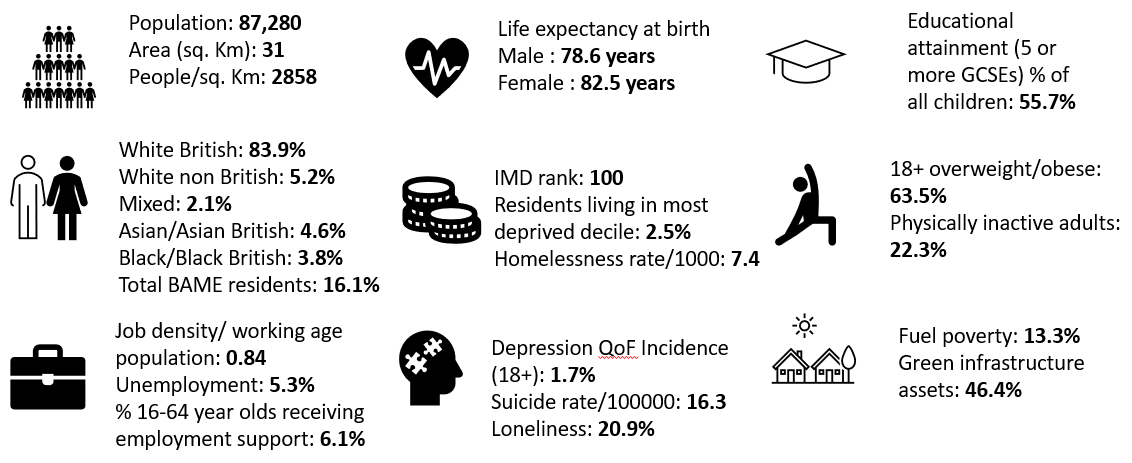 Population: 87,280
Area (sq. Km): 31
People/sq. Km: 2858
Life expectancy at birth
Male : 78.6 years
Female : 82.5 years
Educational
attainment (5 or
more GCSEs) % of
all children: 55.7%
White British: 83.9%
White non British: 5.2%
Mixed: 2.1%
Asian/Asian British: 4.6%
Black/Black British: 3.8%
Total BAME residents: 16.1%
IMD rank: 100
Residents living in most
deprived decile: 2.5%
Homelessness rate/1000: 7.4
18+ overweight/obese:
63.5%
Physically inactive adults:
22.3%
Job density/ working age
population: 0.84
Unemployment: 5.3%
% 16-64 year olds receiving
employment support: 6.1%
Depression QoF Incidence
(18+): 1.7%
Suicide rate/100000: 16.3
Loneliness: 20.9%
Fuel poverty: 13.3%
Green infrastructure
assets: 46.4%